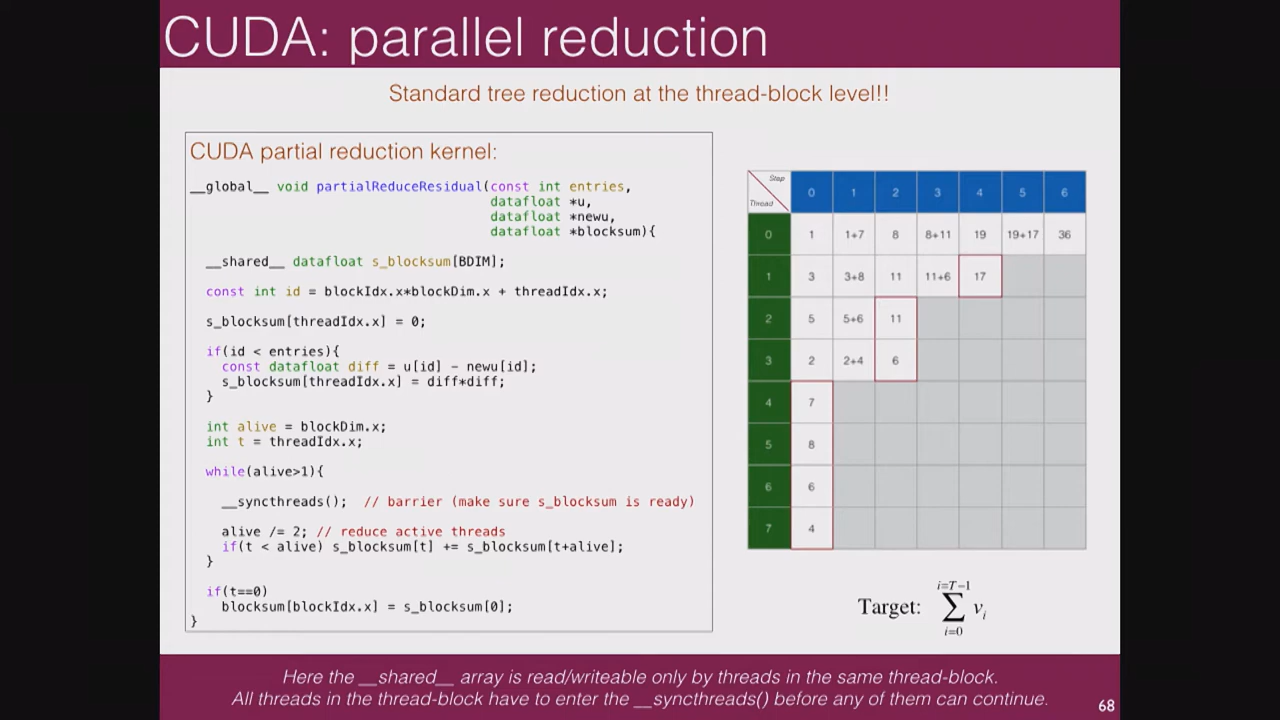 CUDA: parallel reduction
Standard tree reduction at the thread-block level!!
CUDA partial reduction kernel:
__global__ void partialReduceResidual(const int entries,
datafloat *u,
datafloat *newu,
datafloat *blocksum){
__shared__ datafloat s_blocksum[BDIM];
const int id = blockIdx.x*blockDim.x + threadIdx.x;
s_blocksum[threadIdx.x] = 0;
if(id < entries){
const datafloat diff = u[id] - newu[id];
s_blocksum[threadIdx.x] = diff*diff;
}
int alive = blockDim.x;
int t = threadIdx.x;
while(alive>1){
__syncthreads(); // barrier (make sure s_blocksum is ready)
alive /= 2; // reduce active threads
if(t < alive) s_blocksum[t] += s_blocksum[t+alive];
}
if(t==0)
blocksum[blockIdx.x] = s_blocksum[0];
}
Step
Thread
0 1 2 3 4 5 6
0 1 1+7 8 8+11 19 19+17 36
1 3 3+8 11 11+6 17
2 5 5+6 11
3 2 2+4 6
4 7
5 8
6 6
7 4
i=T-1
Target: ∑ vᵢ
i=0
Here the __shared__ array is read/writeable only by threads in the same thread-block.
All threads in the thread-block have to enter the __syncthreads() before any of them can continue.
68